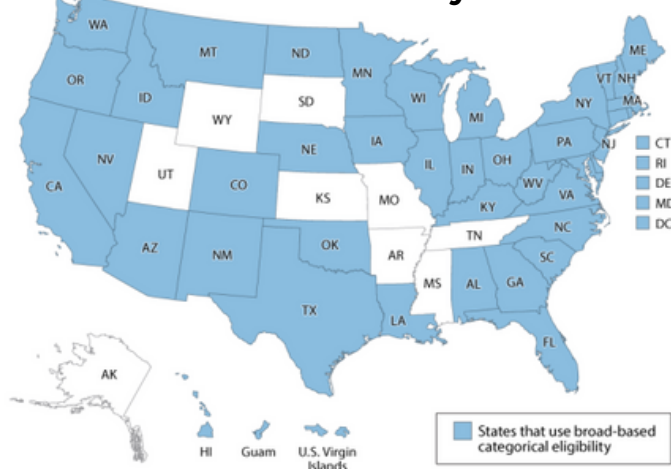 WA
MT
ND
MN
ME
VT
NH
OR
ID
SD
WI
NY
MA
WY
MI
IA
PA
NJ
CT
NE
NV
UT
CO
IL
IN
OH
RI
WV
DE
CA
KS
MO
KY
VA
MD
TN
NC
DC
AZ
NM
OK
AR
SC
MS
AL
GA
TX
LA
FL
AK
HI
Guam
U.S. Virgin
Islands
States that use broad-based
categorical eligibility